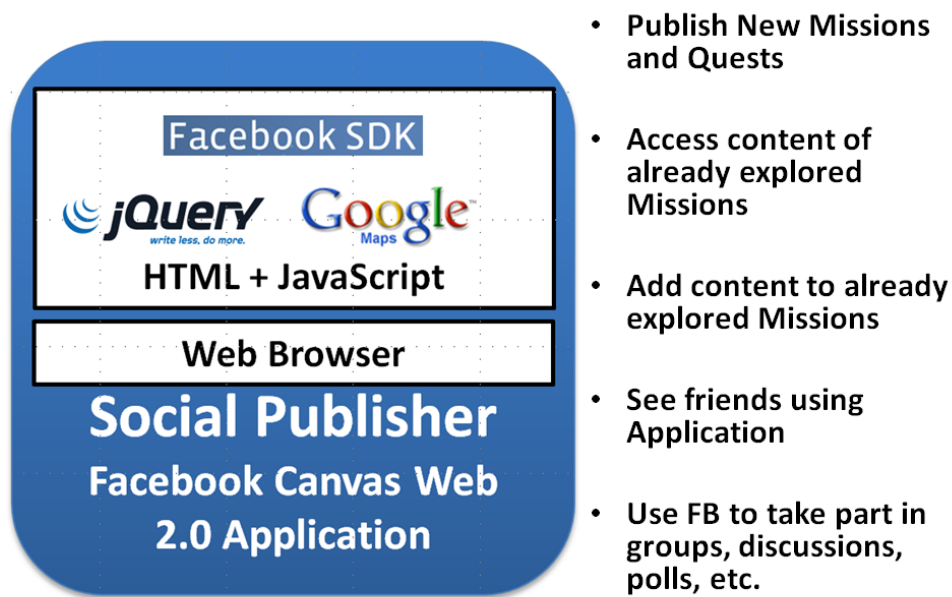 Facebook SDK
jQuery
write less, do more.
Google™
Maps
HTML + JavaScript
Web Browser
Social Publisher
Facebook Canvas Web
2.0 Application
• Publish New Missions
and Quests
• Access content of
already explored
Missions
• Add content to already
explored Missions
• See friends using
Application
• Use FB to take part in
groups, discussions,
polls, etc.